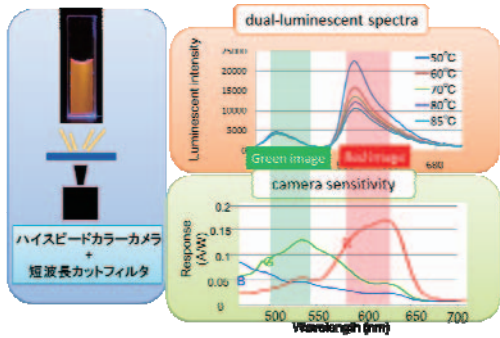 ハイスピードカラーカメラ
+
短波長カットフィルタ
dual-luminescent spectra
Luminescent intensity
25000
20000
15000
10000
5000
0
50°C
60°C
70°C
80°C
85°C
Green image
Red image
680
camera sensitivity
Response
(A/W)
0.2
0.15
0.1
0.05
0
B
G
R
500
550
600
650
700
Wavelength (nm)